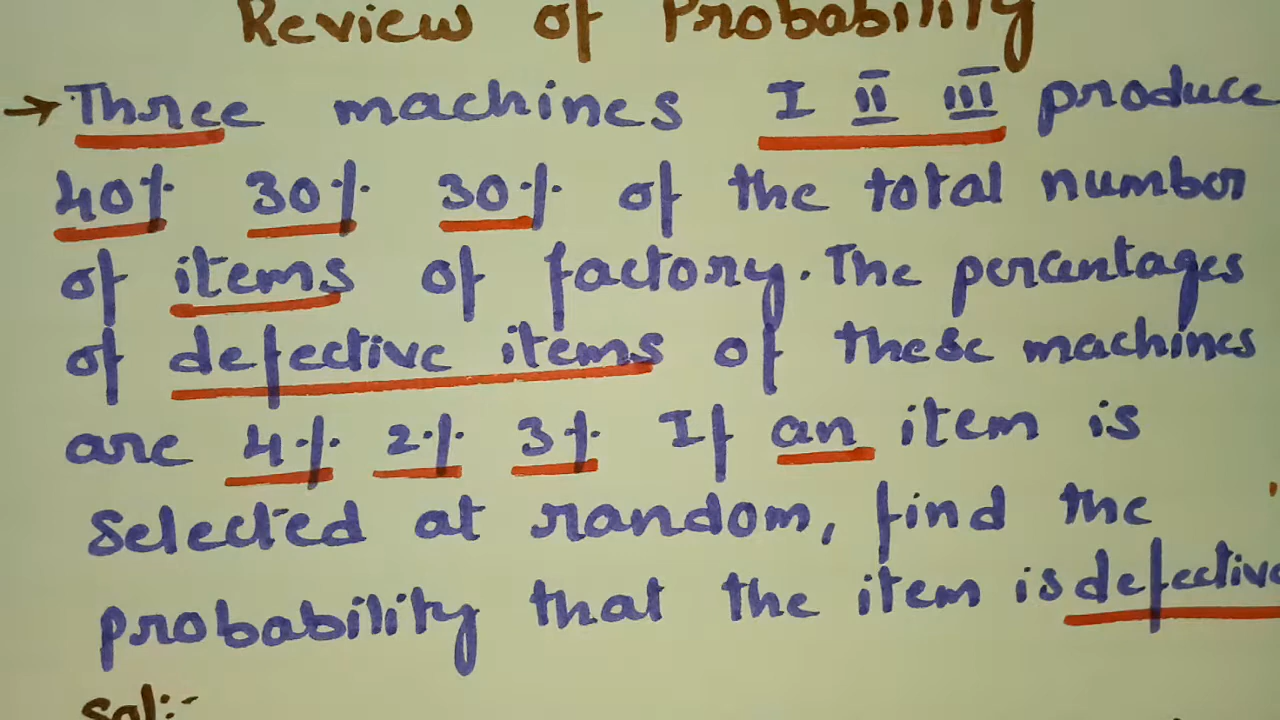 Review of Probability
→ Three machines I II III produce
40% 30% 30% of the total number
of items of factory. The percentages
of defective items of these machines
are 4% 2% 3% If an item is
selected at random, find the
probability that the item is defective
Sol:-